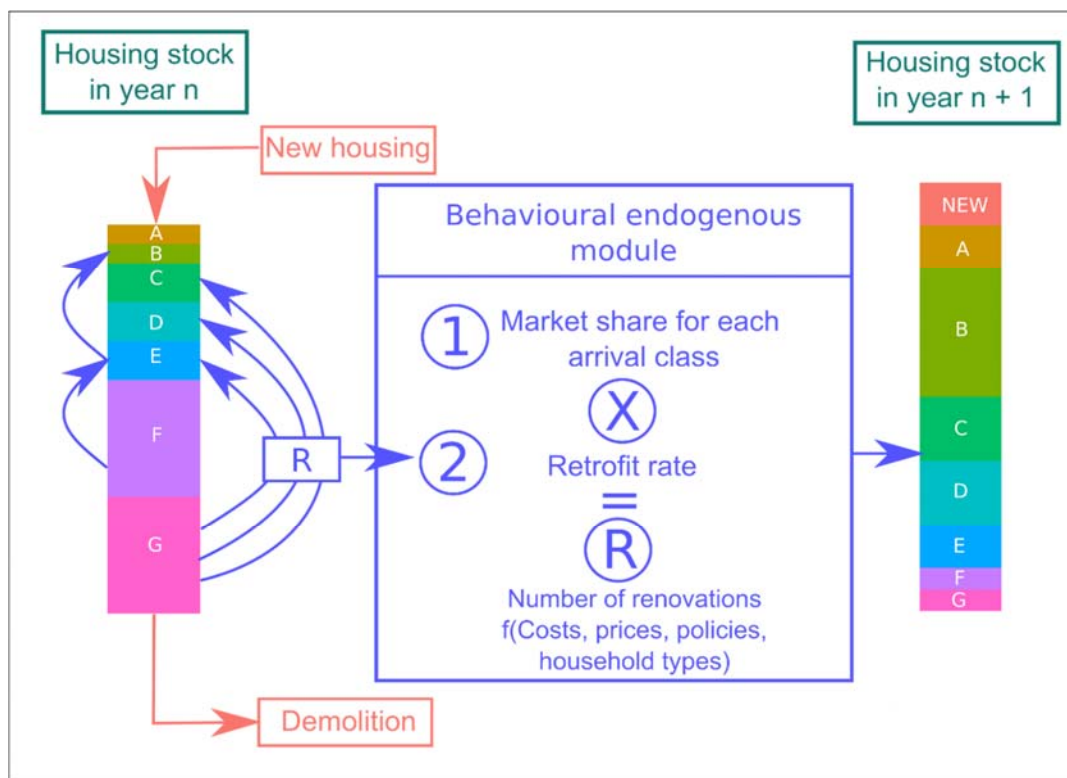 Housing stock
in year n
Housing stock
in year n + 1
New housing
A
B
C
D
E
F
G
R
Demolition
Behavioural endogenous
module
1
Market share for each
arrival class
X
2
Retrofit rate
=
R
Number of renovations
f(Costs, prices, policies,
household types)
NEW
A
B
C
D
E
F
G